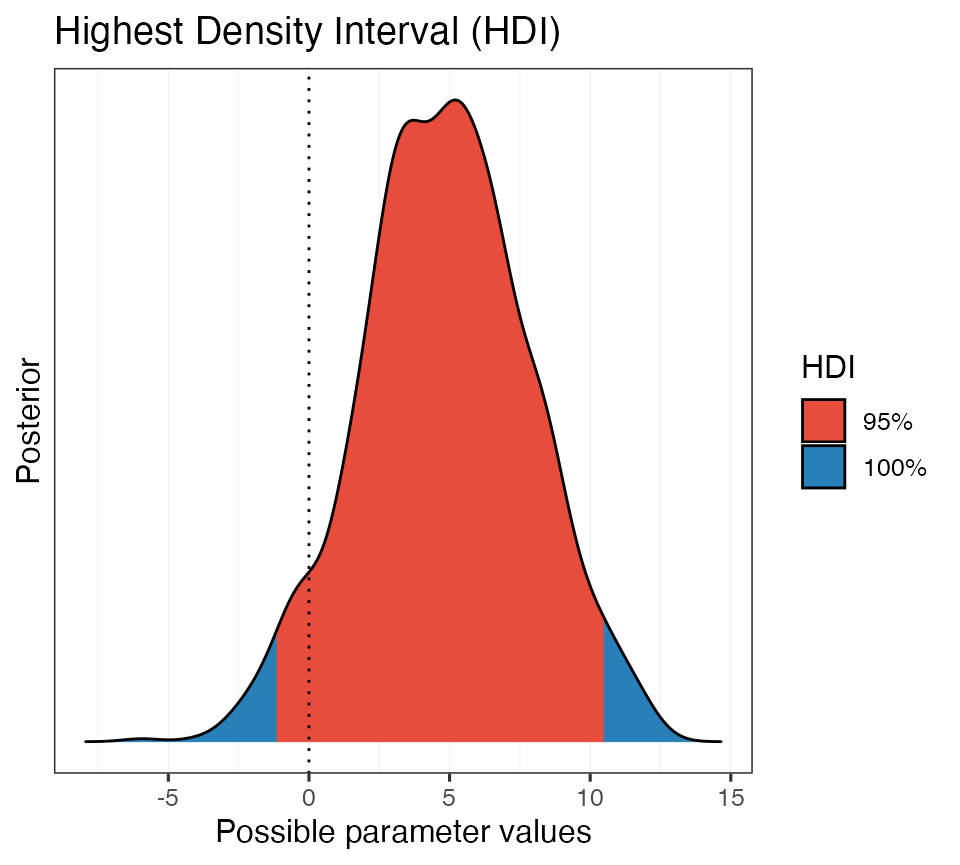 Highest Density Interval (HDI)
Posterior
HDI
95%
100%
-5
0
5
10
15
Possible parameter values